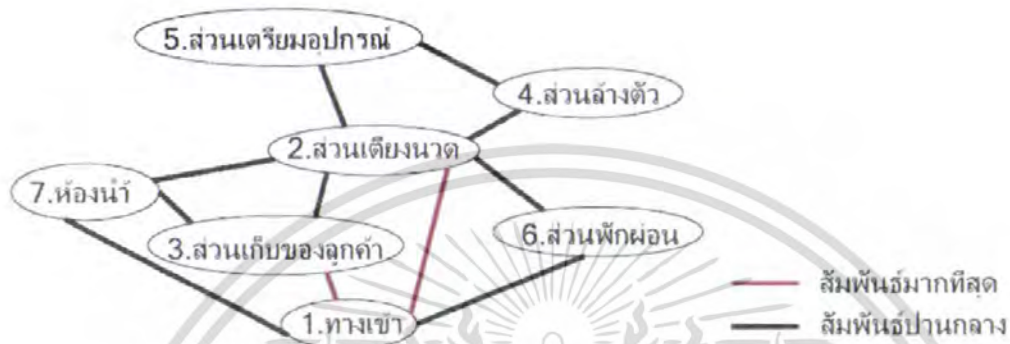 5.ส่วนเตรียมอุปกรณ์
4.ส่วนล้างตัว
2.ส่วนเตียงนวด
7.ห้องน้ำ
6.ส่วนพักผ่อน
3.ส่วนเก็บของลูกค้า
สัมพันธ์มากที่สุด
1.ทางเข้า
สัมพันธ์ปานกลาง